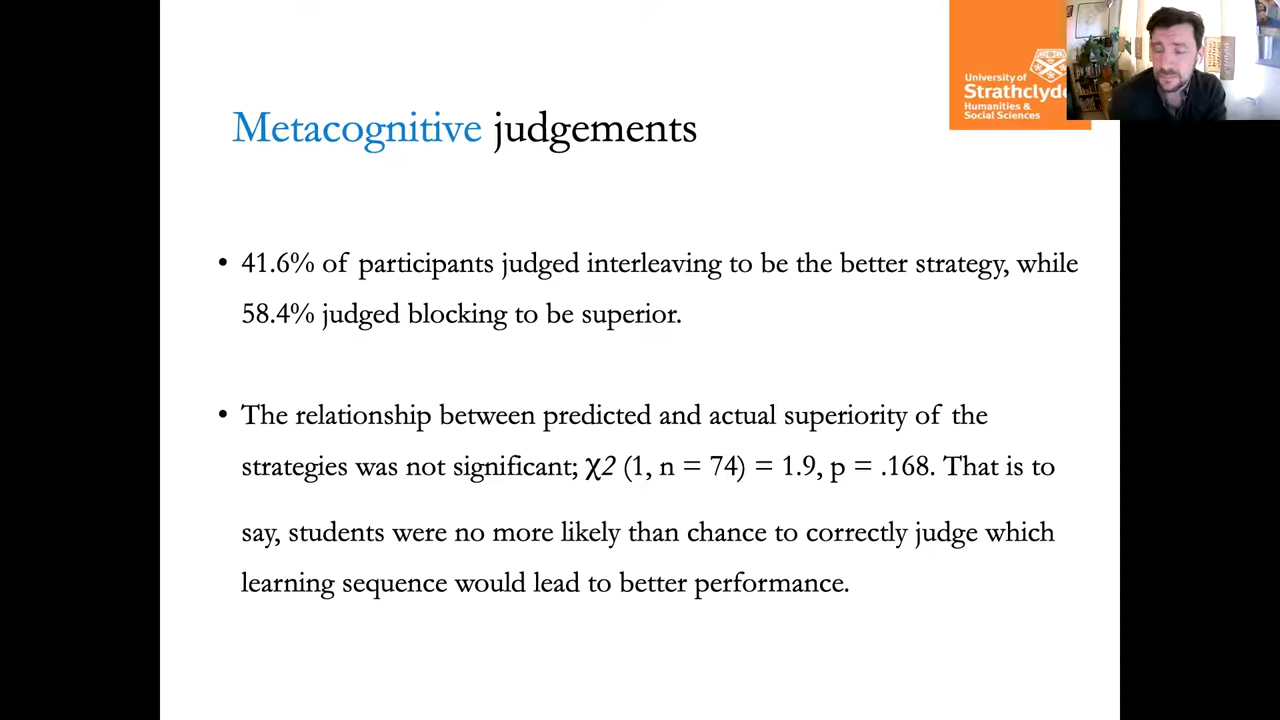 University of
Strathclyde
Humanities &
Social Sciences
Metacognitive judgements
• 41.6% of participants judged interleaving to be the better strategy, while
58.4% judged blocking to be superior.
• The relationship between predicted and actual superiority of the
strategies was not significant; χ2 (1, n = 74) = 1.9, p = .168. That is to
say, students were no more likely than chance to correctly judge which
learning sequence would lead to better performance.